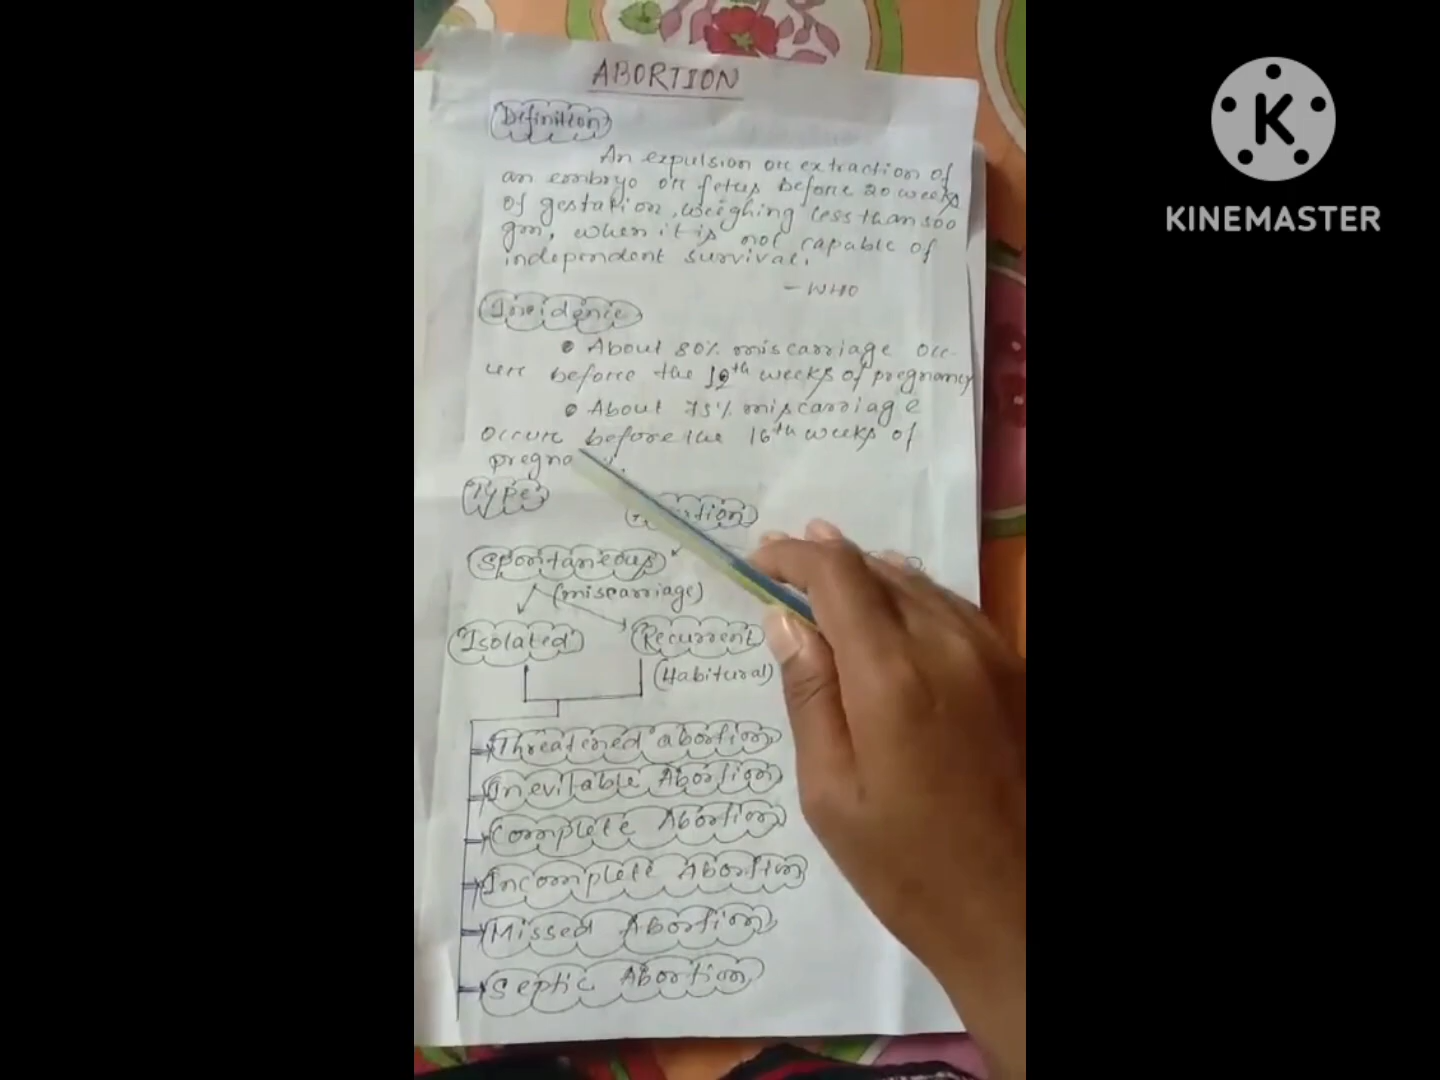 ABORTION
Definition
An expulsion or extraction of
an embryo or fetus before 20 weeks
of gestation, weighing less than 500
gm, when it is not capable of
independent survival.
- WHO
Incidence
• About 80% miscarriage occ-
ure before the 12th weeks of pregnancy
• About 75% miscarriage
occure before the 16th weeks of
Type
Spontaneous
(miscarriage)
Isolated
Recurrent
(Habitural)
Threatened abortion
Inevitable Abortion
Complete Abortion
Incomplete Abortion
Missed Abortion
Septic Abortion
K
KINEMASTER